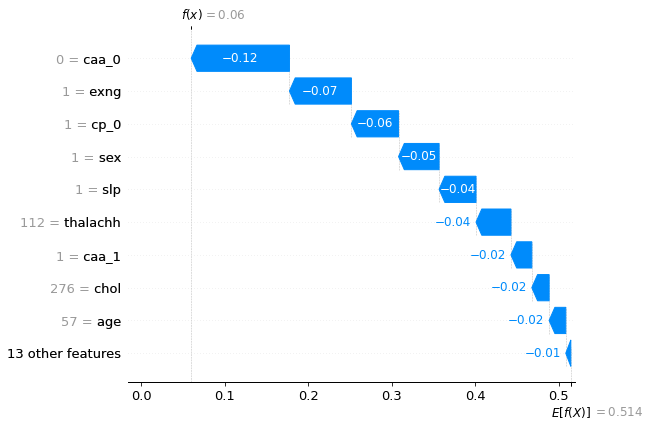 f(x) = 0.06
0 = caa_0
−0.12
1 = exng
−0.07
1 = cp_0
−0.06
1 = sex
−0.05
1 = slp
−0.04
112 = thalachh
−0.04
1 = caa_1
−0.02
276 = chol
−0.02
57 = age
−0.02
13 other features
−0.01
0.0 0.1 0.2 0.3 0.4 0.5
E[f(X)] = 0.514